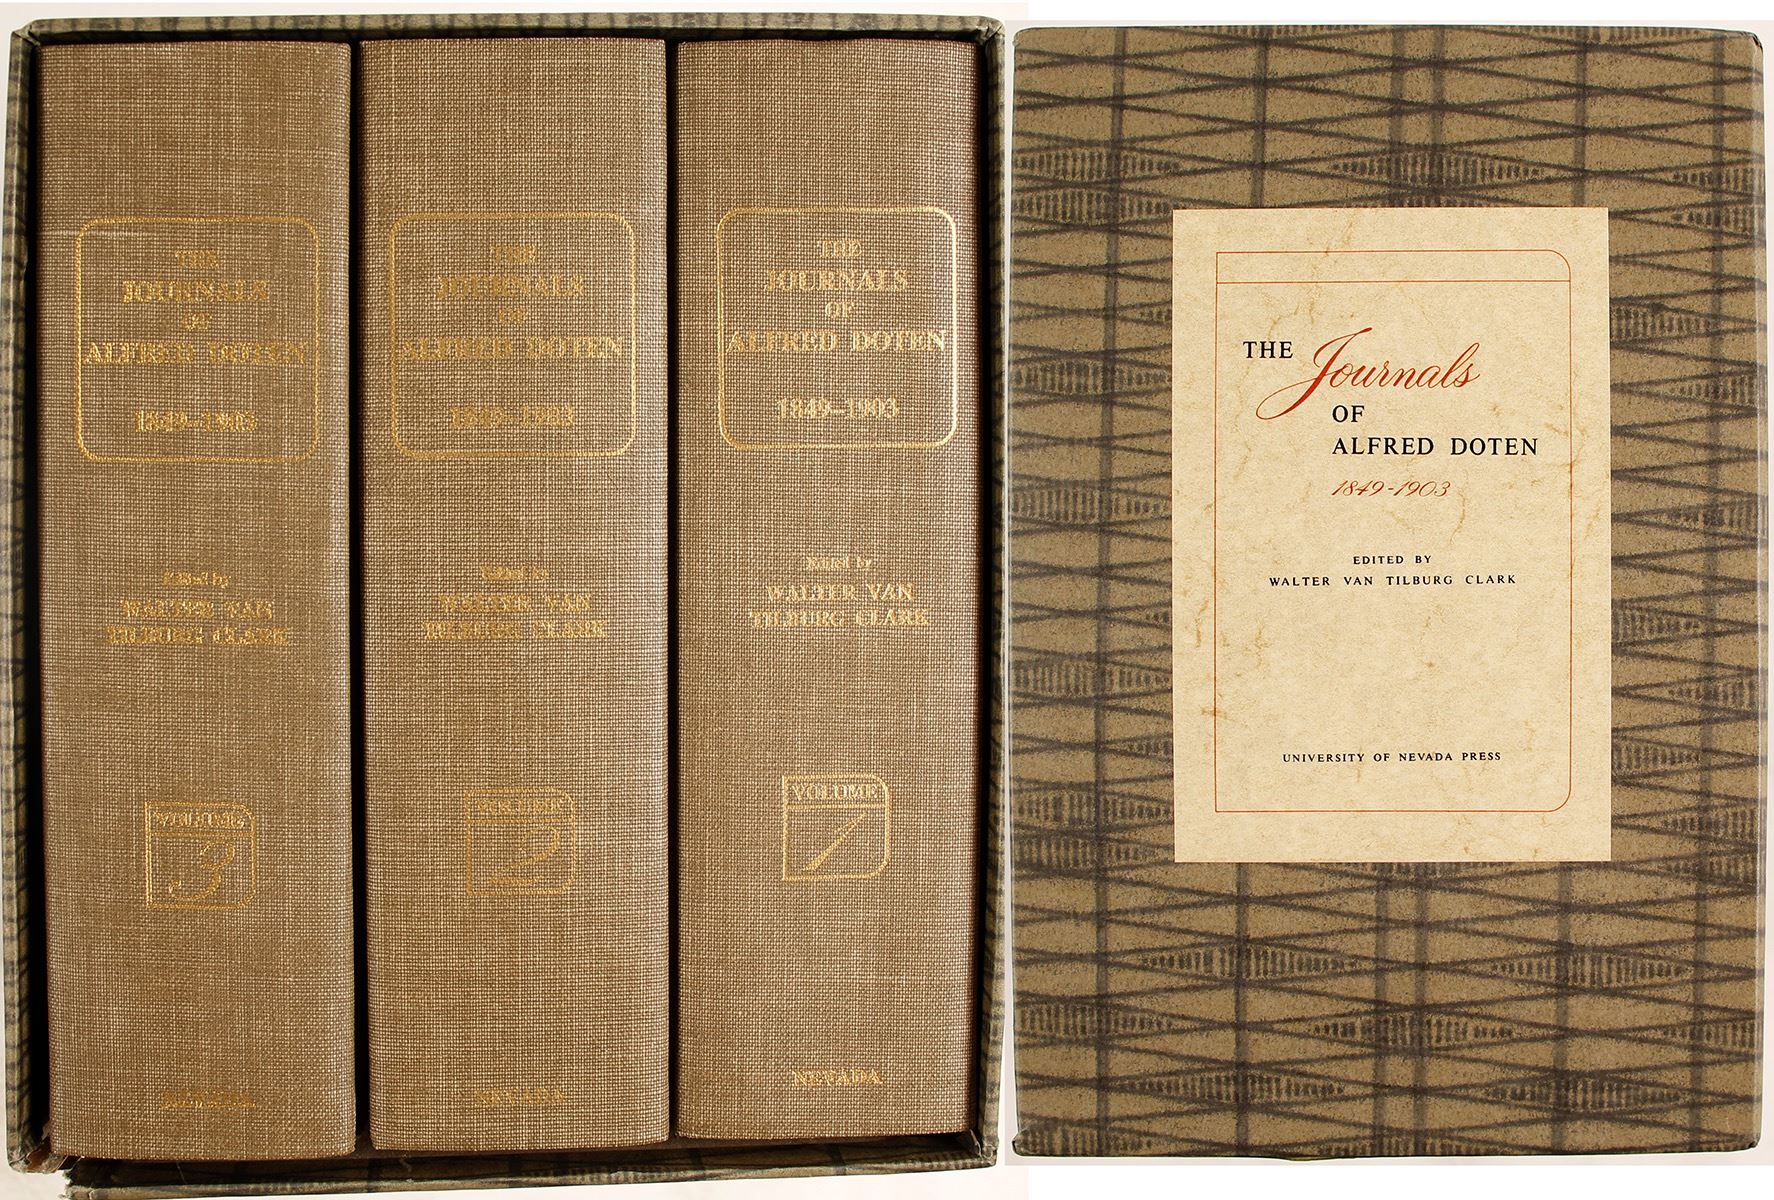 THE
JOURNALS
OF
ALFRED DOTEN
1849-1903
Edited by
WALTER VAN
TILBURG CLARK
VOLUME
3
NEVADA
THE
JOURNALS
OF
ALFRED DOTEN
1849-1903
Edited by
WALTER VAN
TILBURG CLARK
VOLUME
2
NEVADA
THE
JOURNALS
OF
ALFRED DOTEN
1849-1903
Edited by
WALTER VAN
TILBURG CLARK
VOLUME
1
NEVADA
THE Journals
OF
ALFRED DOTEN
1849-1903
EDITED BY
WALTER VAN TILBURG CLARK
UNIVERSITY OF NEVADA PRESS